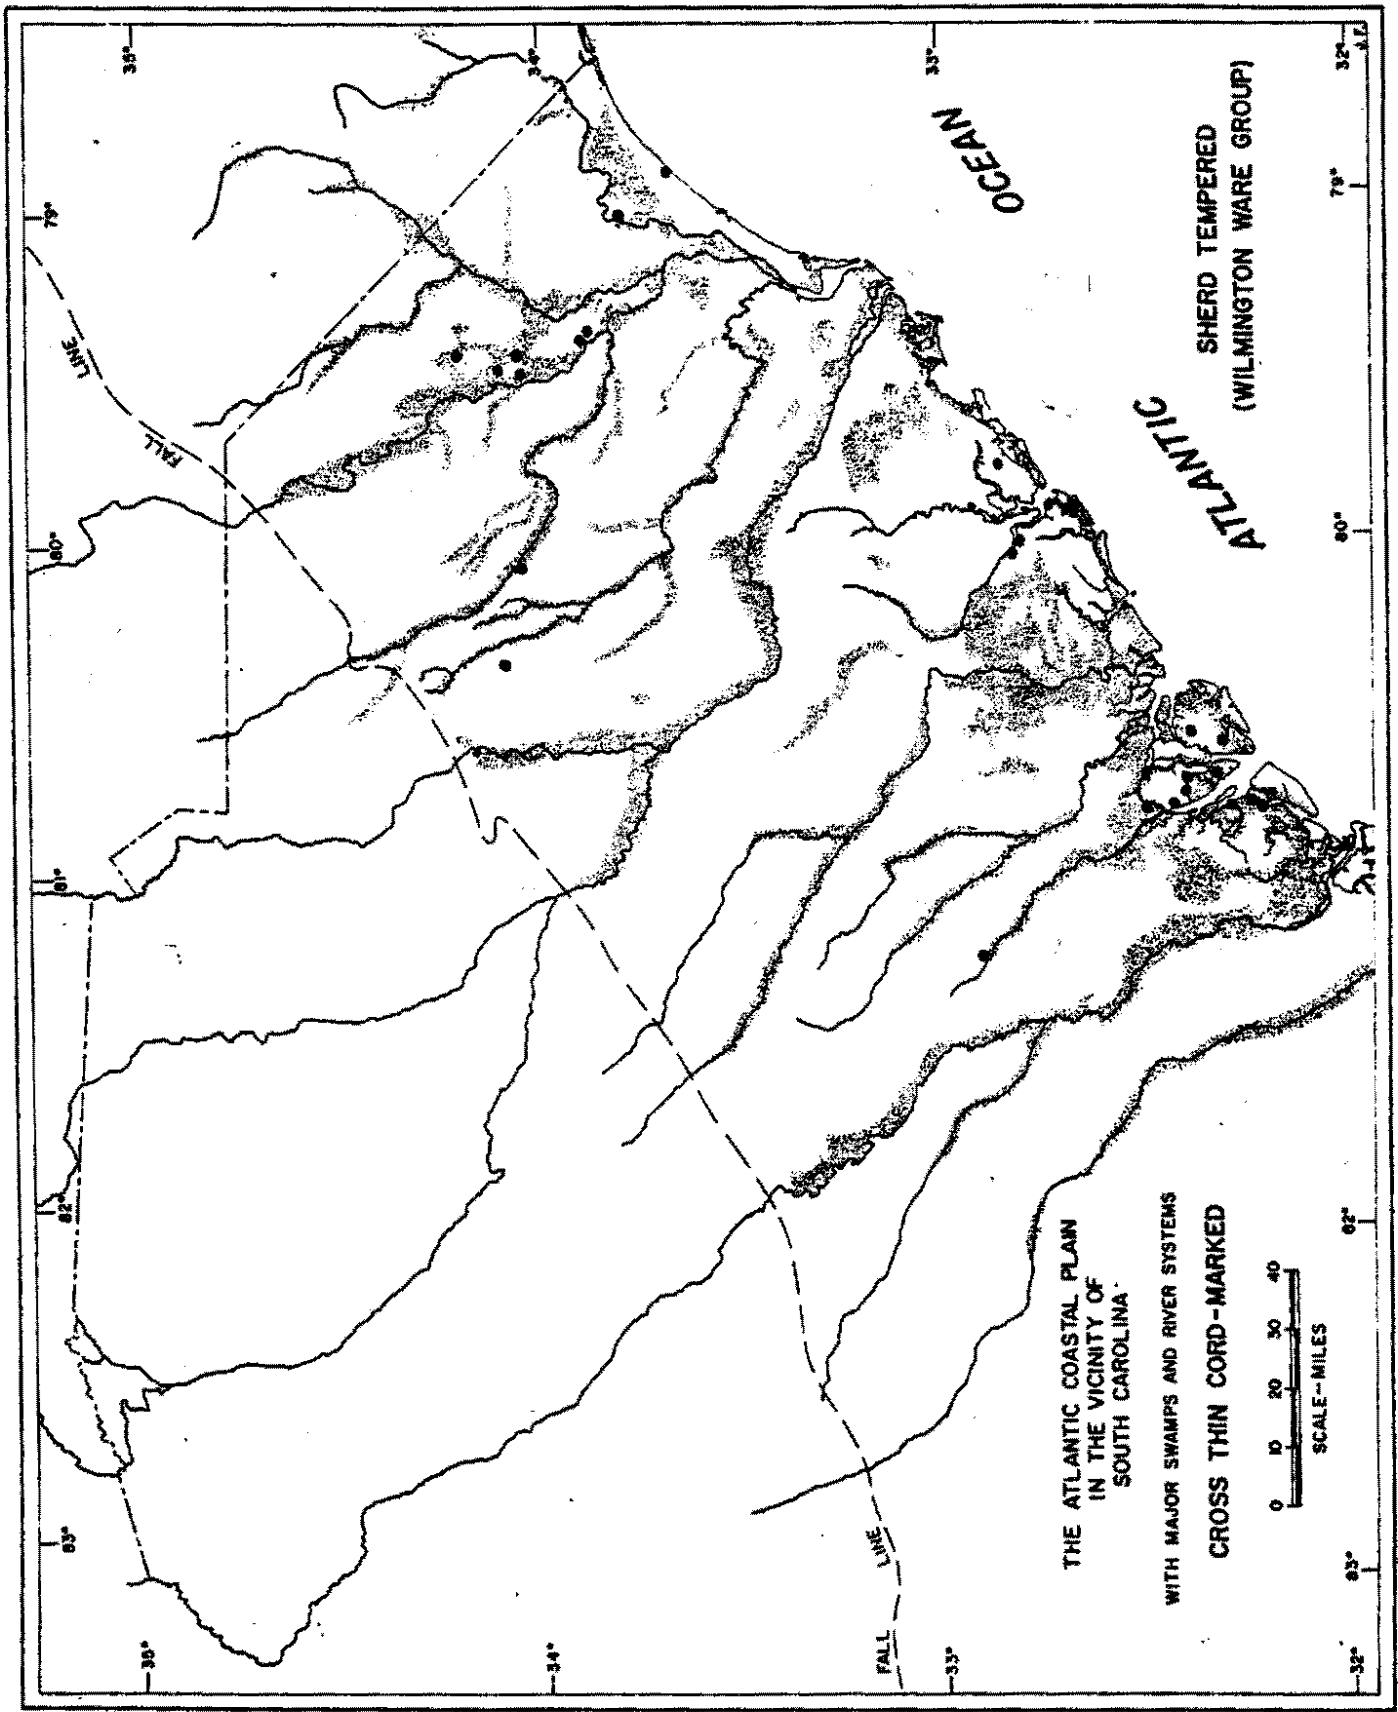 THE ATLANTIC COASTAL PLAIN
IN THE VICINITY OF
SOUTH CAROLINA
WITH MAJOR SWAMPS AND RIVER SYSTEMS
CROSS THIN CORD-MARKED
0 10 20 30 40
SCALE-MILES
SHERD TEMPERED
(WILMINGTON WARE GROUP)
ATLANTIC
OCEAN
FALL
LINE
FALL
LINE
83°
82°
81°
80°
79°
35°
34°
33°
32°
35°
34°
33°
32°
83°
82°
80°
79°